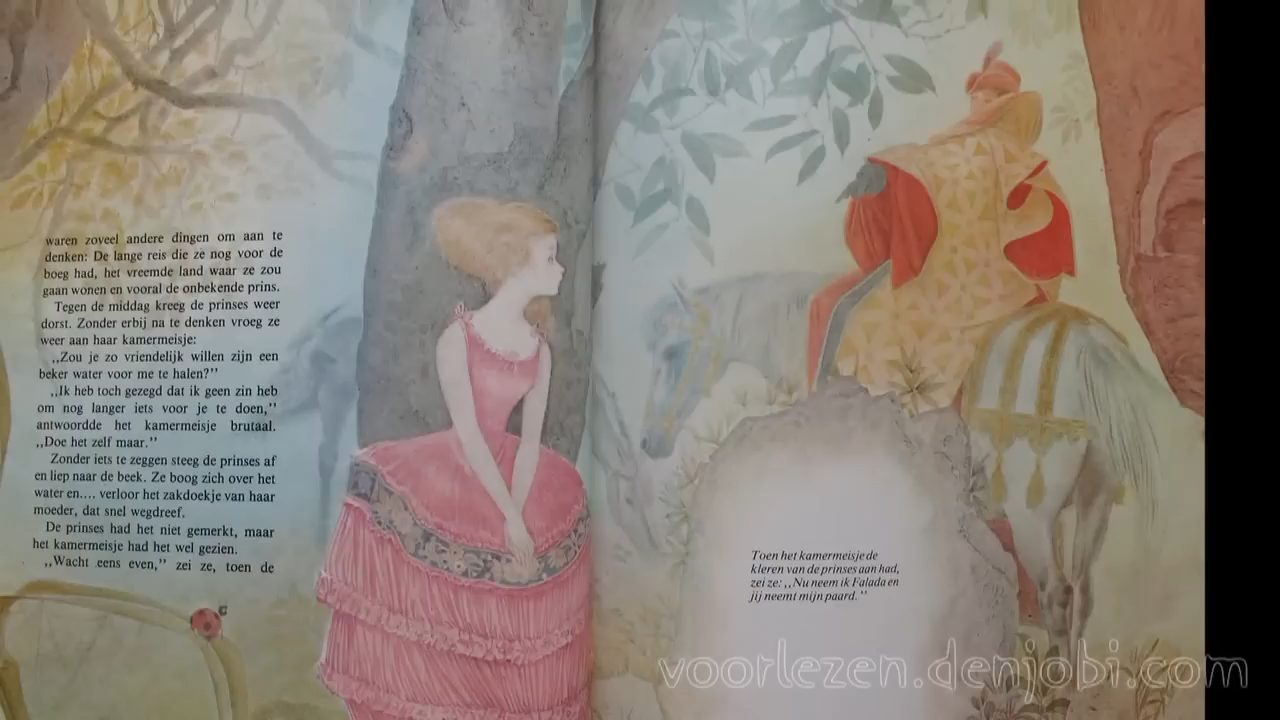 waren zoveel andere dingen om aan te
denken: De lange reis die ze nog voor de
boeg had, het vreemde land waar ze zou
gaan wonen en vooral de onbekende prins.
Tegen de middag kreeg de prinses weer
dorst. Zonder erbij na te denken vroeg ze
weer aan haar kamermeisje:
,,Zou je zo vriendelijk willen zijn een
beker water voor me te halen?''
,,Ik heb toch gezegd dat ik geen zin heb
om nog langer iets voor je te doen,''
antwoordde het kamermeisje brutaal.
,,Doe het zelf maar.''
Zonder iets te zeggen steeg de prinses af
en liep naar de beek. Ze boog zich over het
water en.... verloor het zakdoekje van haar
moeder, dat snel wegdreef.
De prinses had het niet gemerkt, maar
het kamermeisje had het wel gezien.
,,Wacht eens even,'' zei ze, toen de
Toen het kamermeisje de
kleren van de prinses aan had,
zei ze: ,,Nu neem ik Falada en
jij neemt mijn paard.''
voorlezen.denjobi.com